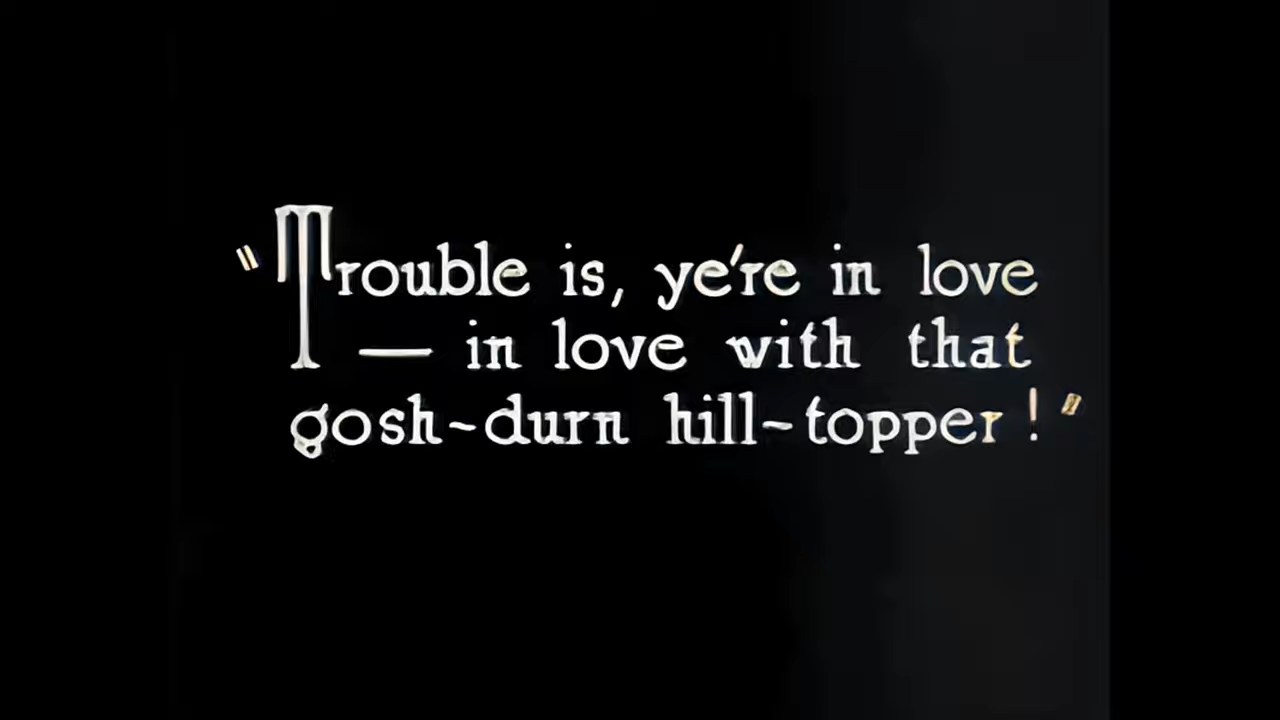 "Trouble is, ye're in love
— in love with that
gosh-durn hill-topper!"